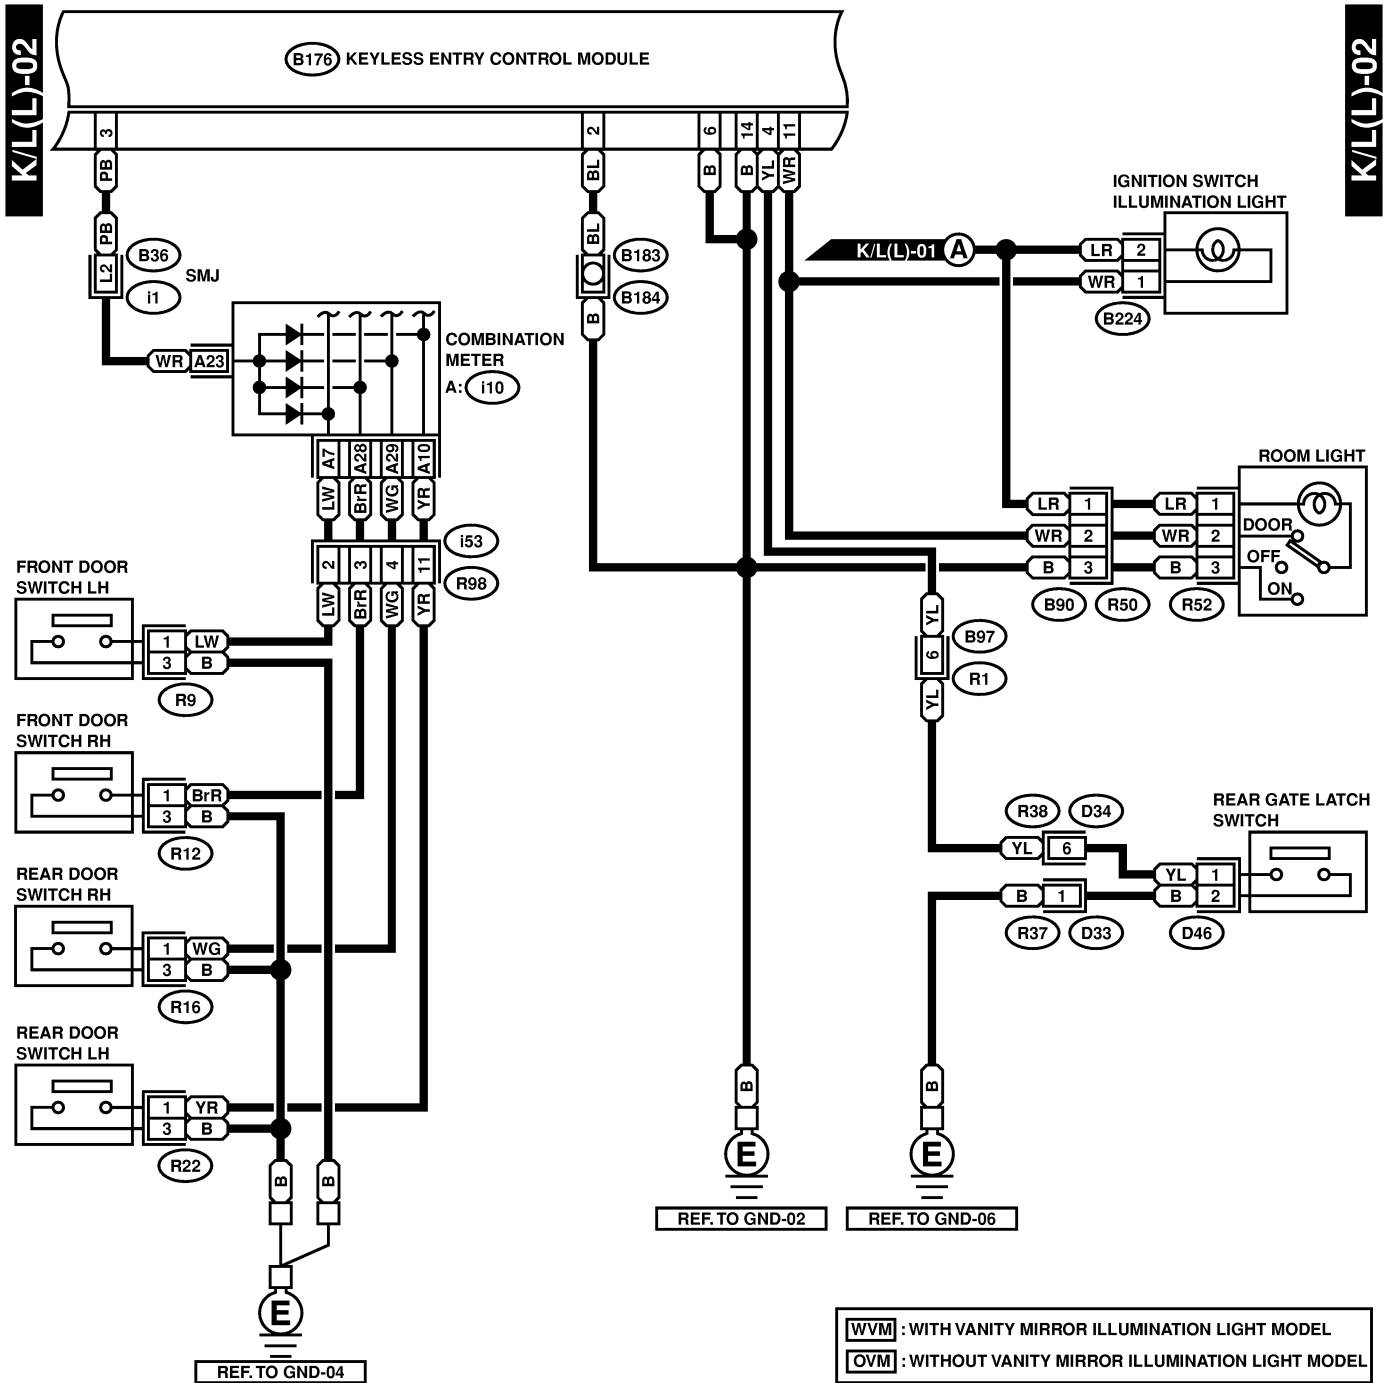 K/L(L)-02
K/L(L)-02
B176 KEYLESS ENTRY CONTROL MODULE
3 2 6 14 4 11
PB BL B B YL WR
PB BL
B36
L2 SMJ
i1
B183
B184
B
IGNITION SWITCH
ILLUMINATION LIGHT
K/L(L)-01 A
LR 2
WR 1
B224
WR A23
COMBINATION
METER
A: i10
A7 A28 A29 A10
LW BrR WG YR
i53
2 3 4 11
R98
LW BrR WG YR
ROOM LIGHT
LR 1 LR 1
WR 2 WR 2
B 3 B 3
DOOR
OFF
ON
B90 R50 R52
FRONT DOOR
SWITCH LH
1 LW
3 B
R9
YL
B97
6
R1
YL
FRONT DOOR
SWITCH RH
1 BrR
3 B
R12
REAR GATE LATCH
SWITCH
R38 D34
YL 6
YL 1
B 1
B 2
R37 D33 D46
REAR DOOR
SWITCH RH
1 WG
3 B
R16
REAR DOOR
SWITCH LH
1 YR
3 B
R22
B B
B B
E E
REF. TO GND-02 REF. TO GND-06
E
REF. TO GND-04
WVM : WITH VANITY MIRROR ILLUMINATION LIGHT MODEL
OVM : WITHOUT VANITY MIRROR ILLUMINATION LIGHT MODEL